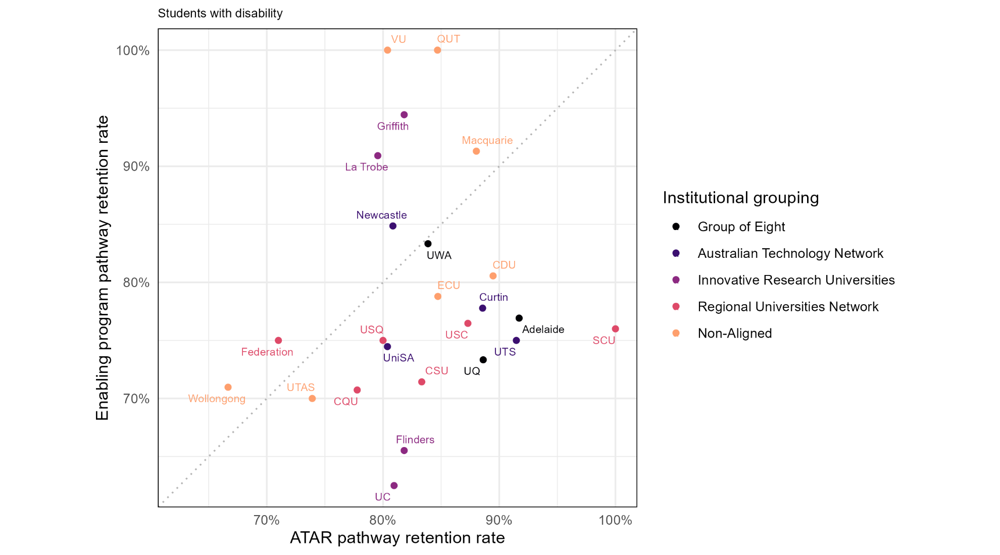 Students with disability
VU
QUT
100%
Griffith
Macquarie
La Trobe
90%
Newcastle
UWA
CDU
80%
ECU
Curtin
USQ
USC
Adelaide
SCU
Federation
UniSA
UTS
CSU
UQ
UTAS
Wollongong
70%
CQU
Flinders
UC
70%
80%
90%
100%
ATAR pathway retention rate
Enabling program pathway retention rate
Institutional grouping
Group of Eight
Australian Technology Network
Innovative Research Universities
Regional Universities Network
Non-Aligned